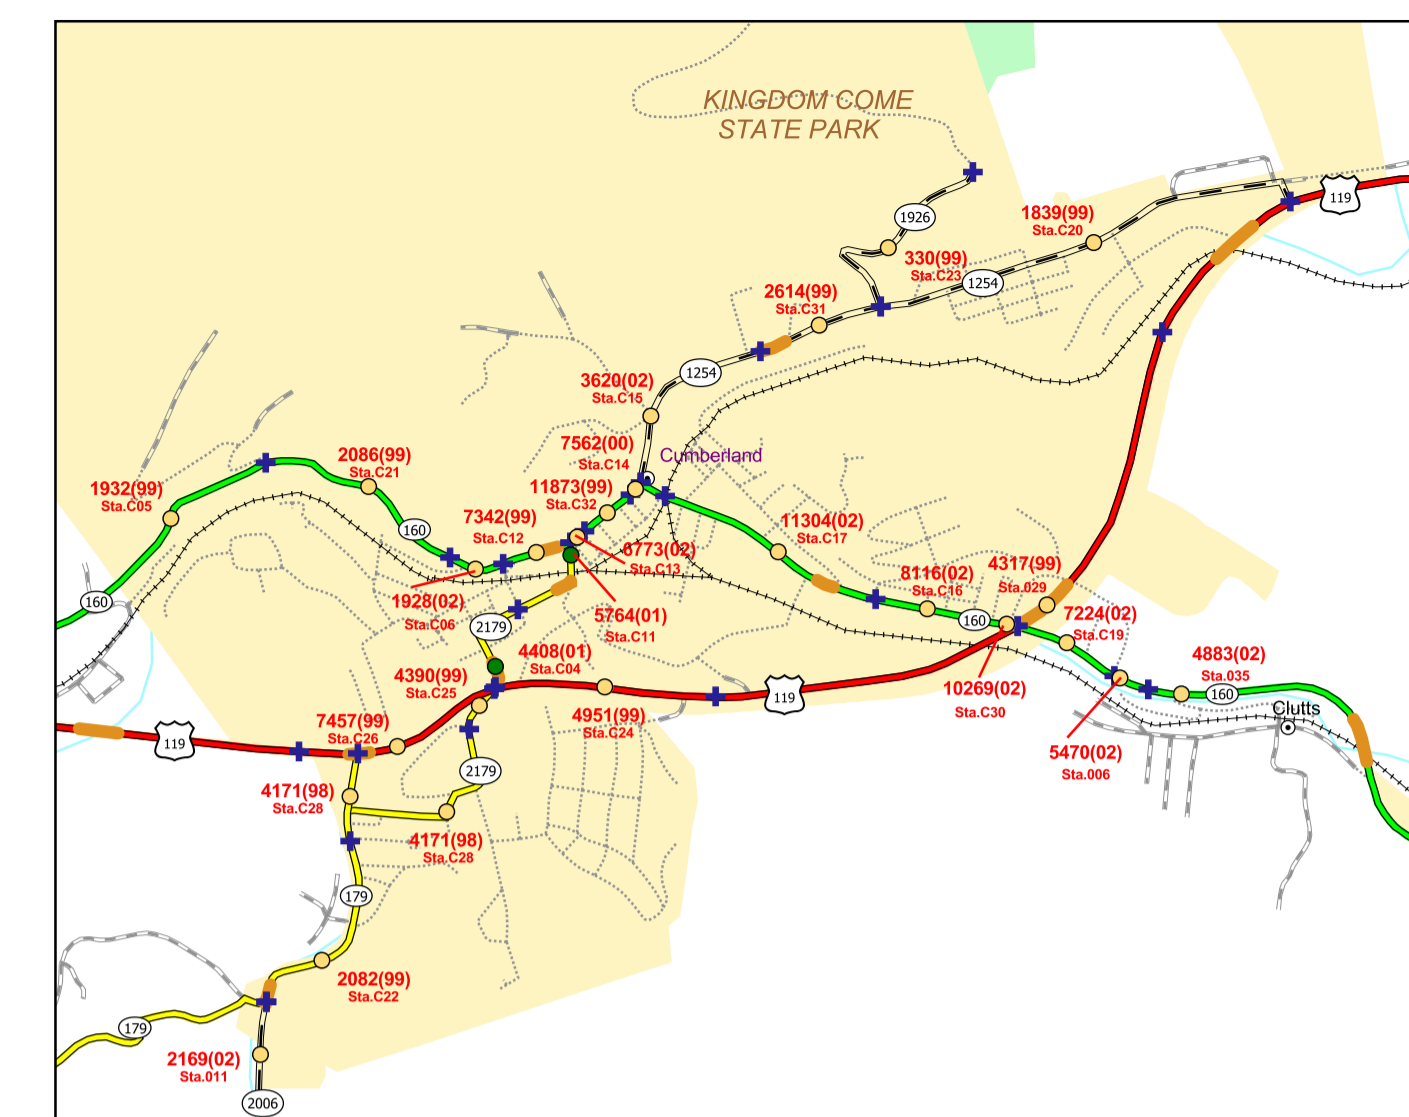 KINGDOM COME
STATE PARK
119
1926
1839(99)
Sta.C20
330(99)
Sta.C23
1254
2614(99)
Sta.C31
1254
3620(02)
Sta.C15
7562(00)
Sta.C14
Cumberland
2086(99)
Sta.C21
1932(99)
Sta.C05
11873(99)
Sta.C32
7342(99)
Sta.C12
160
11304(02)
Sta.C17
6773(02)
Sta.C13
4317(99)
Sta.029
8116(02)
Sta.C16
160
1928(02)
Sta.C06
5764(01)
Sta.C11
160
7224(02)
Sta.C19
2179
4408(01)
Sta.C04
4390(99)
Sta.C25
4883(02)
Sta.035
160
10269(02)
Sta.C30
119
Clutts
4951(99)
Sta.C24
7457(99)
Sta.C26
119
5470(02)
Sta.006
2179
4171(98)
Sta.C28
4171(98)
Sta.C28
179
2082(99)
Sta.C22
179
2169(02)
Sta.011
2006